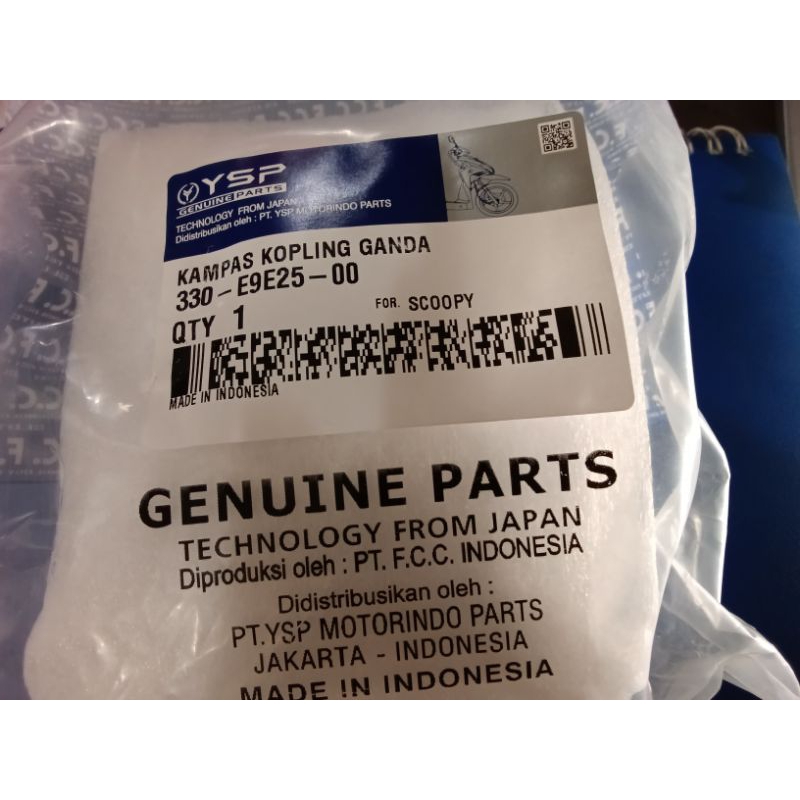 YSP
GENUINE PARTS
TECHNOLOGY FROM JAPAN
Didistribusikan oleh : PT. YSP MOTORINDO PARTS
KAMPAS KOPLING GANDA
330-E9E25-00
FOR. SCOOPY
QTY 1
MADE IN INDONESIA
GENUINE PARTS
TECHNOLOGY FROM JAPAN
Diproduksi oleh : PT. F.C.C. INDONESIA
Didistribusikan oleh :
PT.YSP MOTORINDO PARTS
JAKARTA - INDONESIA
MADE IN INDONESIA